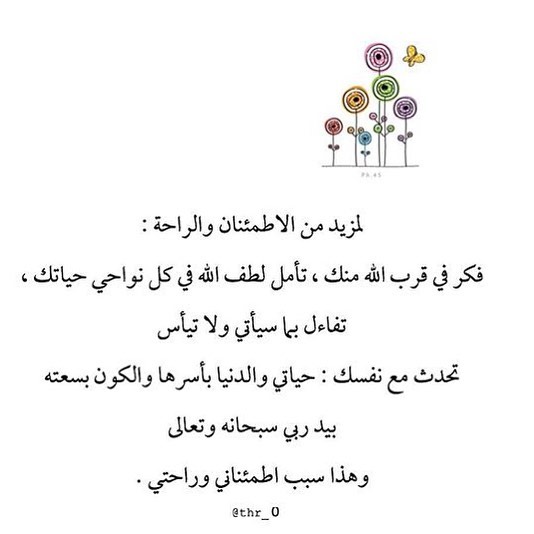 لمزيد من الاطمئنان والراحة :
فكر في قرب الله منك ، تأمل لطف الله في كل نواحي حياتك ،
تفاءل بما سيأتي ولا تيأس
تحدث مع نفسك : حياتي والدنيا بأسرها والكون بسعته
بيد ربي سبحانه وتعالى
وهذا سبب اطمئناني وراحتي .
@thr_0